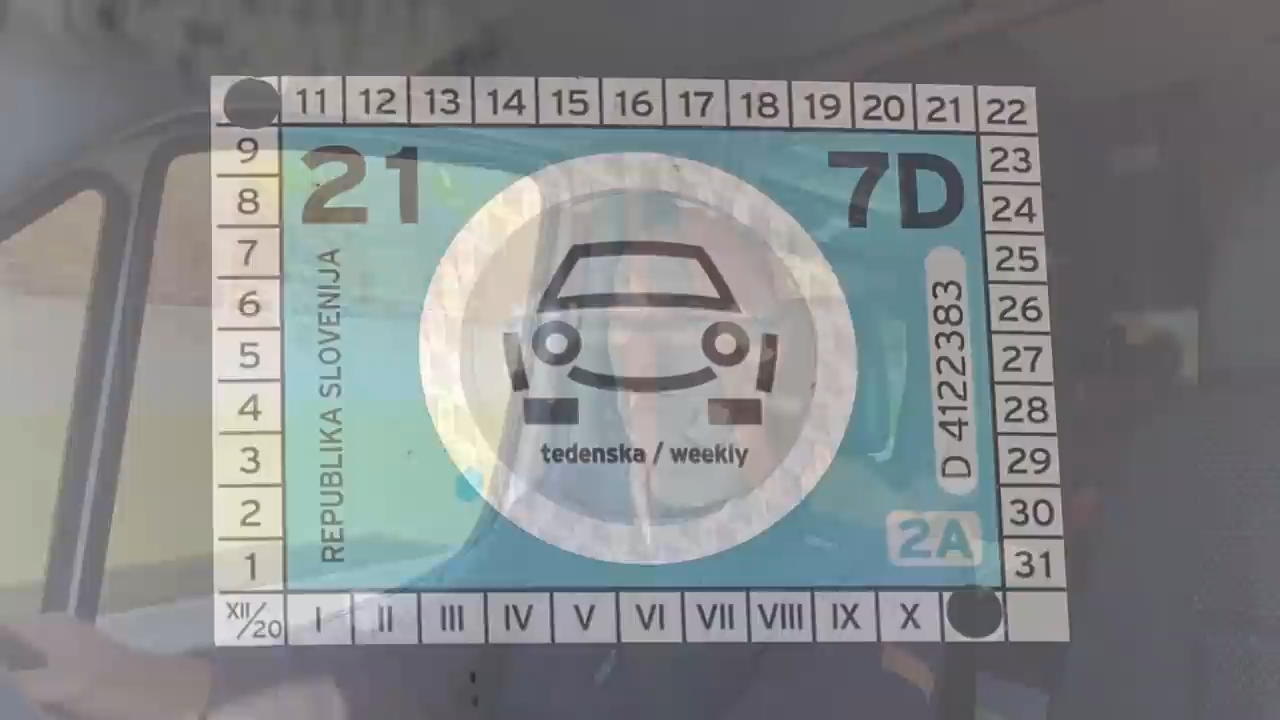 11 12 13 14 15 16 17 18 19 20 21 22
9
8
7
6
5
4
3
2
1
21
7D
REPUBLIKA SLOVENIJA
tedenska / weekly
D 4122383
2A
23
24
25
26
27
28
29
30
31
XII/20 I II III IV V VI VII VIII IX X